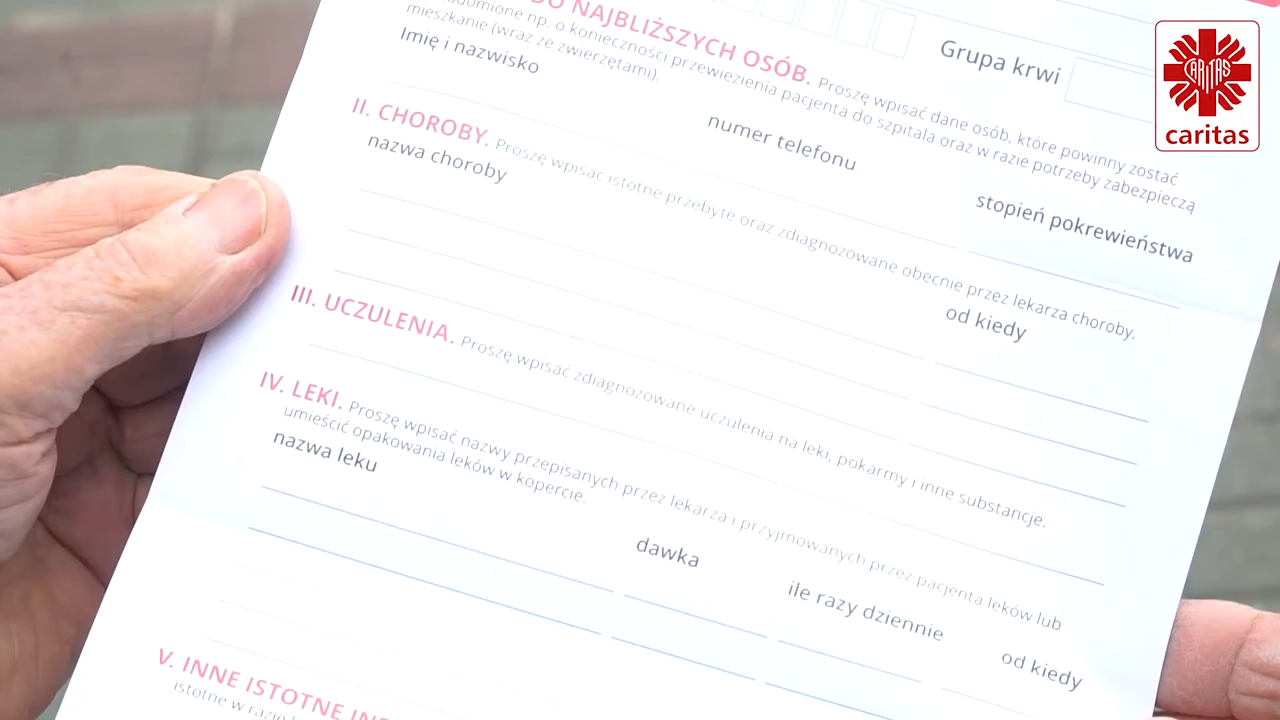 Grupa krwi
DO NAJBLIŻSZYCH OSÓB. Proszę wpisać dane osób, które powinny zostać
np. o konieczności przewiezienia pacjenta do szpitala oraz w razie potrzeby zabezpieczą
mieszkanie (wraz ze zwierzętami).
Imię i nazwisko numer telefonu stopień pokrewieństwa
II. CHOROBY. Proszę wpisać istotne przebyte oraz zdiagnozowane obecnie przez lekarza choroby.
nazwa choroby od kiedy
III. UCZULENIA. Proszę wpisać zdiagnozowane uczulenia na leki, pokarmy i inne substancje.
IV. LEKI. Proszę wpisać nazwy przepisanych przez lekarza i przyjmowanych przez pacjenta leków lub
umieścić opakowania leków w kopercie.
nazwa leku dawka ile razy dziennie od kiedy
V. INNE ISTOTNE
istotne w razie
CARITAS
caritas